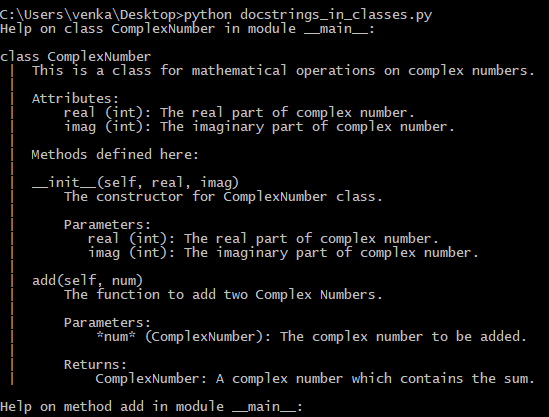 C:\Users\venka\Desktop>python docstrings_in_classes.py
Help on class ComplexNumber in module __main__:

class ComplexNumber
 |  This is a class for mathematical operations on complex numbers.
 |
 |  Attributes:
 |      real (int): The real part of complex number.
 |      imag (int): The imaginary part of complex number.
 |
 |  Methods defined here:
 |
 |  __init__(self, real, imag)
 |      The constructor for ComplexNumber class.
 |
 |      Parameters:
 |         real (int): The real part of complex number.
 |         imag (int): The imaginary part of complex number.
 |
 |  add(self, num)
 |      The function to add two Complex Numbers.
 |
 |      Parameters:
 |          *num* (ComplexNumber): The complex number to be added.
 |
 |      Returns:
 |          ComplexNumber: A complex number which contains the sum.

Help on method add in module __main__: